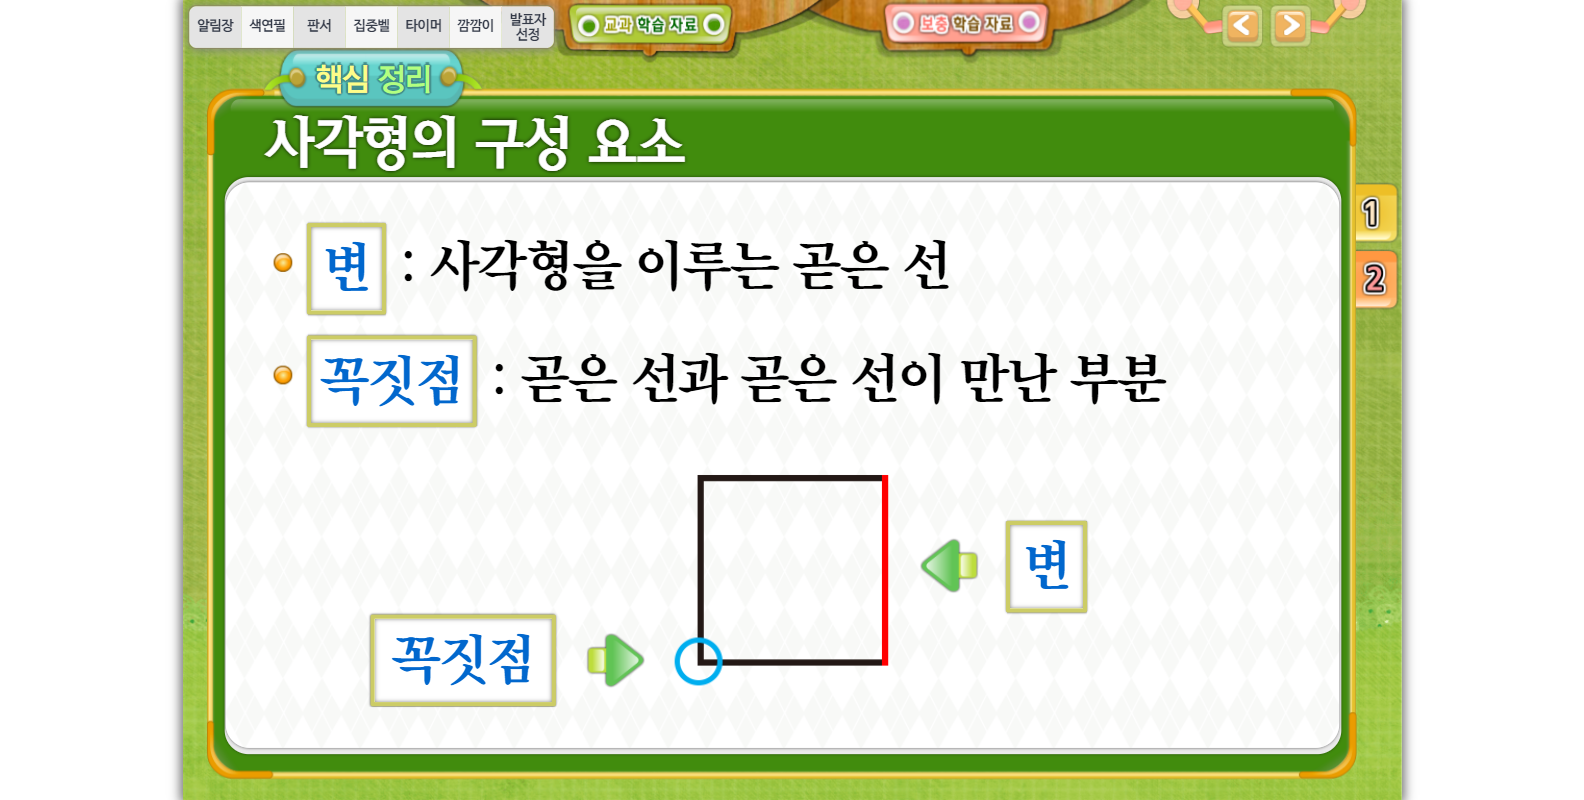 알림장 색연필 판서 집중벨 타이머 깜깜이 발표자 선정
교과 학습 자료
보충 학습 자료
핵심 정리
사각형의 구성 요소
1
2
변 : 사각형을 이루는 곧은 선
꼭짓점 : 곧은 선과 곧은 선이 만난 부분
변
꼭짓점